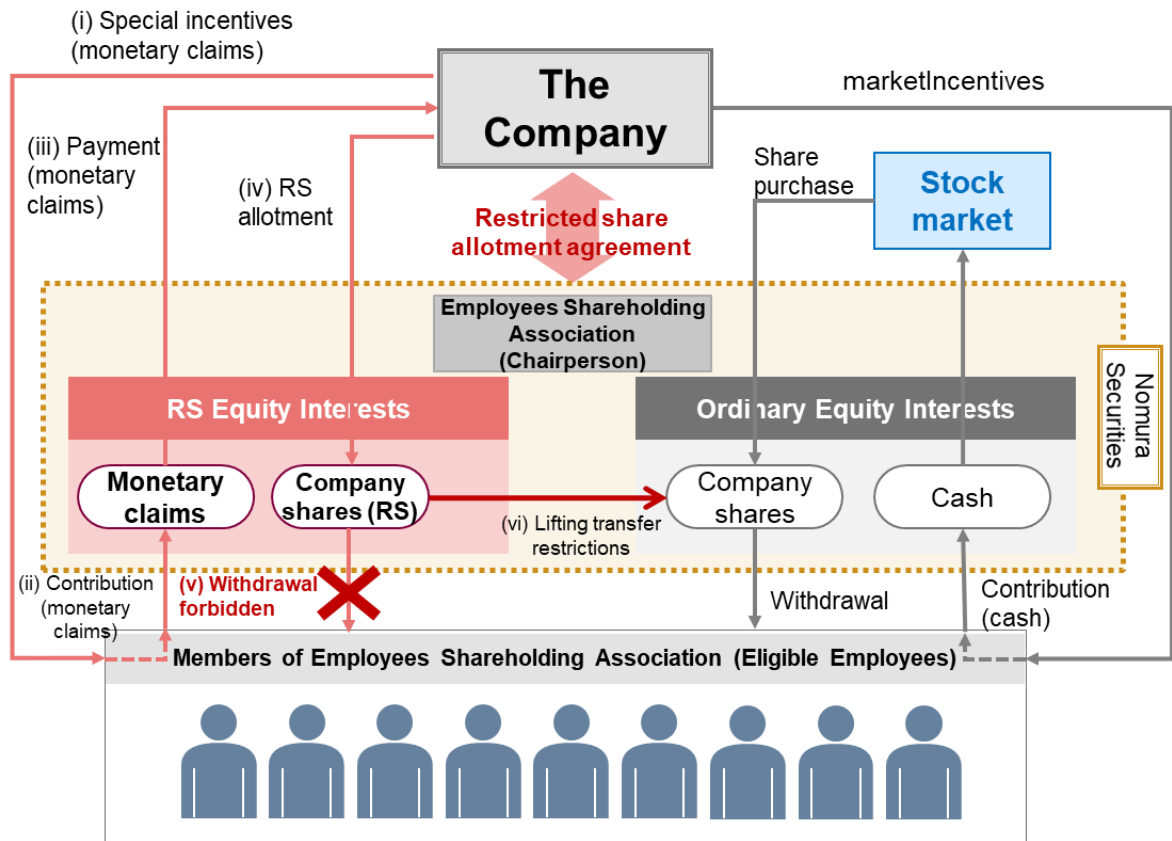 (i) Special incentives
(monetary claims)
The
Company
marketIncentives
(iii) Payment
(monetary
claims)
(iv) RS
allotment
Share
purchase
Stock
market
Restricted share
allotment agreement
Employees Shareholding
Association
(Chairperson)
Nomura
Securities
RS Equity Interests
Ordinary Equity Interests
Monetary
claims
Company
shares (RS)
(vi) Lifting transfer
restrictions
Company
shares
Cash
(ii) Contribution
(monetary
claims)
(v) Withdrawal
forbidden
Withdrawal
Contribution
(cash)
Members of Employees Shareholding Association (Eligible Employees)